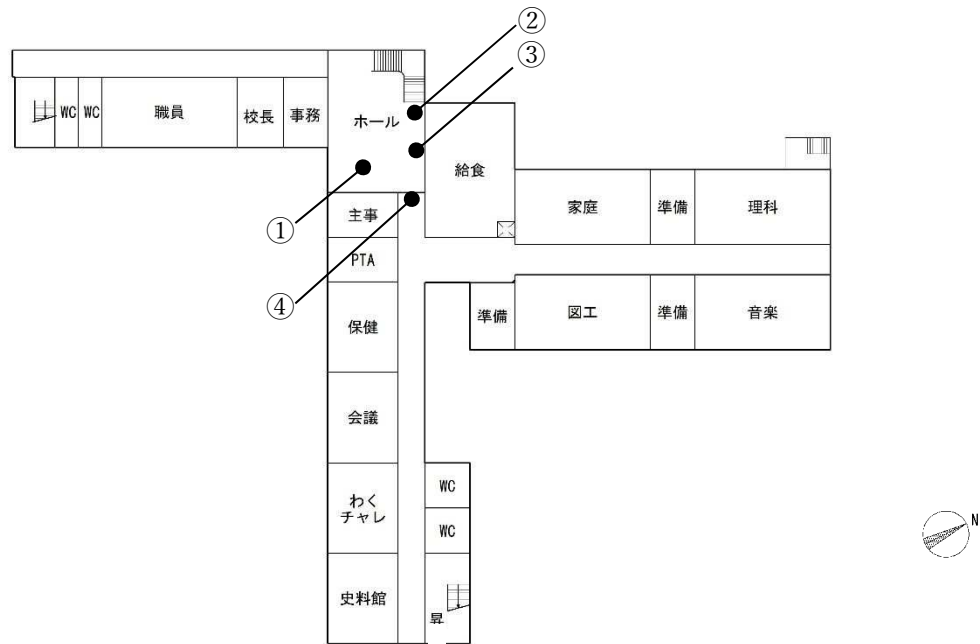 ②
③
WC
WC
職員
校長
事務
ホール
給食
①
主事
家庭
準備
理科
④
PTA
保健
準備
図工
準備
音楽
会議
わく
チャレ
WC
WC
史料館
昇
N